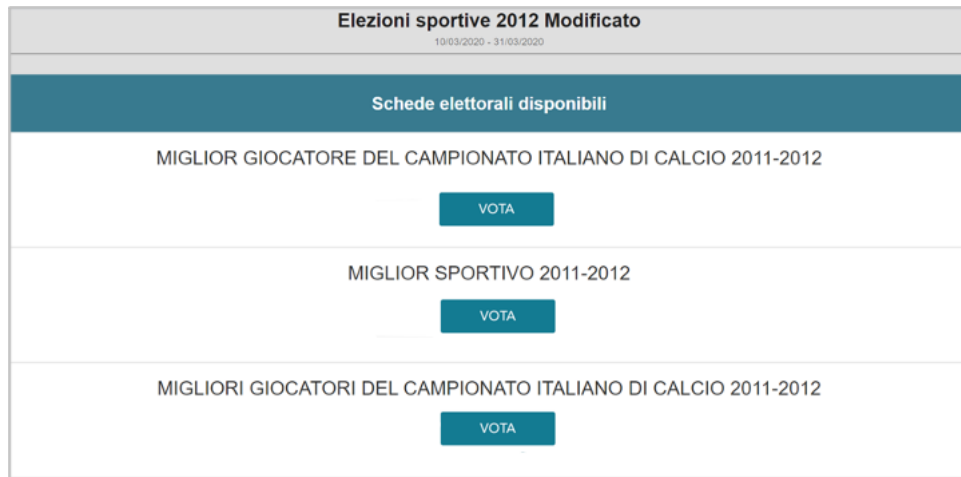 Elezioni sportive 2012 Modificato
10/03/2020 - 31/03/2020
Schede elettorali disponibili
MIGLIOR GIOCATORE DEL CAMPIONATO ITALIANO DI CALCIO 2011-2012
VOTA
MIGLIOR SPORTIVO 2011-2012
VOTA
MIGLIORI GIOCATORI DEL CAMPIONATO ITALIANO DI CALCIO 2011-2012
VOTA